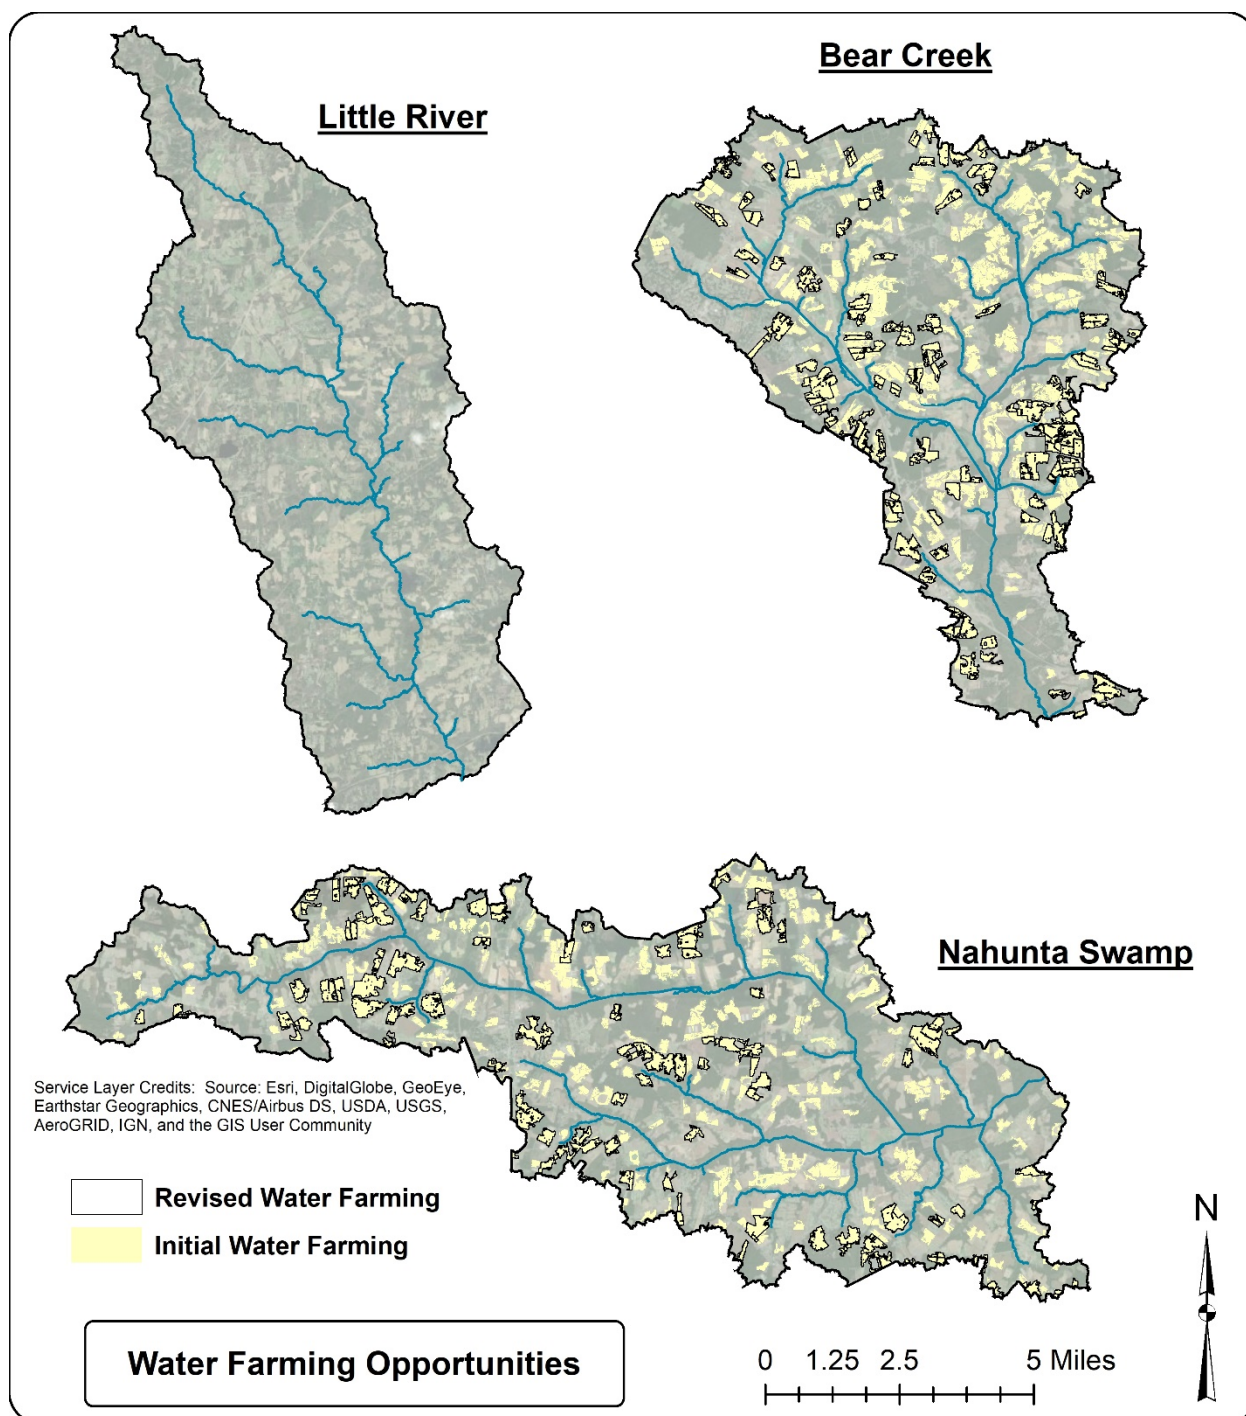 Bear Creek
Little River
Nahunta Swamp
Service Layer Credits: Source: Esri, DigitalGlobe, GeoEye,
Earthstar Geographics, CNES/Airbus DS, USDA, USGS,
AeroGRID, IGN, and the GIS User Community
Revised Water Farming
Initial Water Farming
N
Water Farming Opportunities
0 1.25 2.5 5 Miles